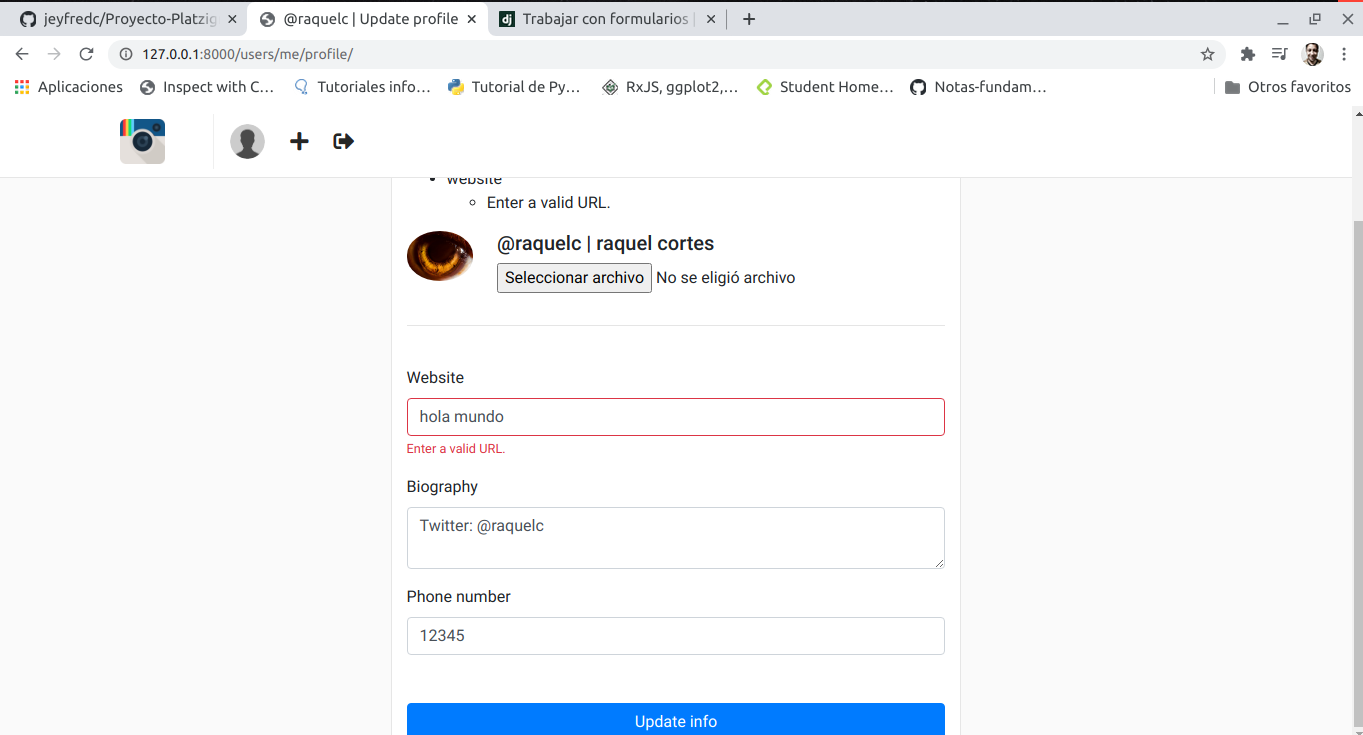 jeyfredc/Proyecto-Platzig
@raquelc | Update profile
Trabajar con formularios |
127.0.0.1:8000/users/me/profile/
Aplicaciones
Inspect with C...
Tutoriales info...
Tutorial de Py...
RxJS, ggplot2,...
Student Home...
Notas-fundam...
Otros favoritos
website
Enter a valid URL.
@raquelc | raquel cortes
Seleccionar archivo No se eligió archivo
Website
hola mundo
Enter a valid URL.
Biography
Twitter: @raquelc
Phone number
12345
Update info